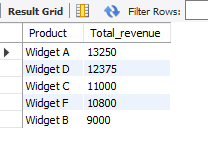 Result Grid Filter Rows:
Product Total_revenue
Widget A 13250
Widget D 12375
Widget C 11000
Widget F 10800
Widget B 9000